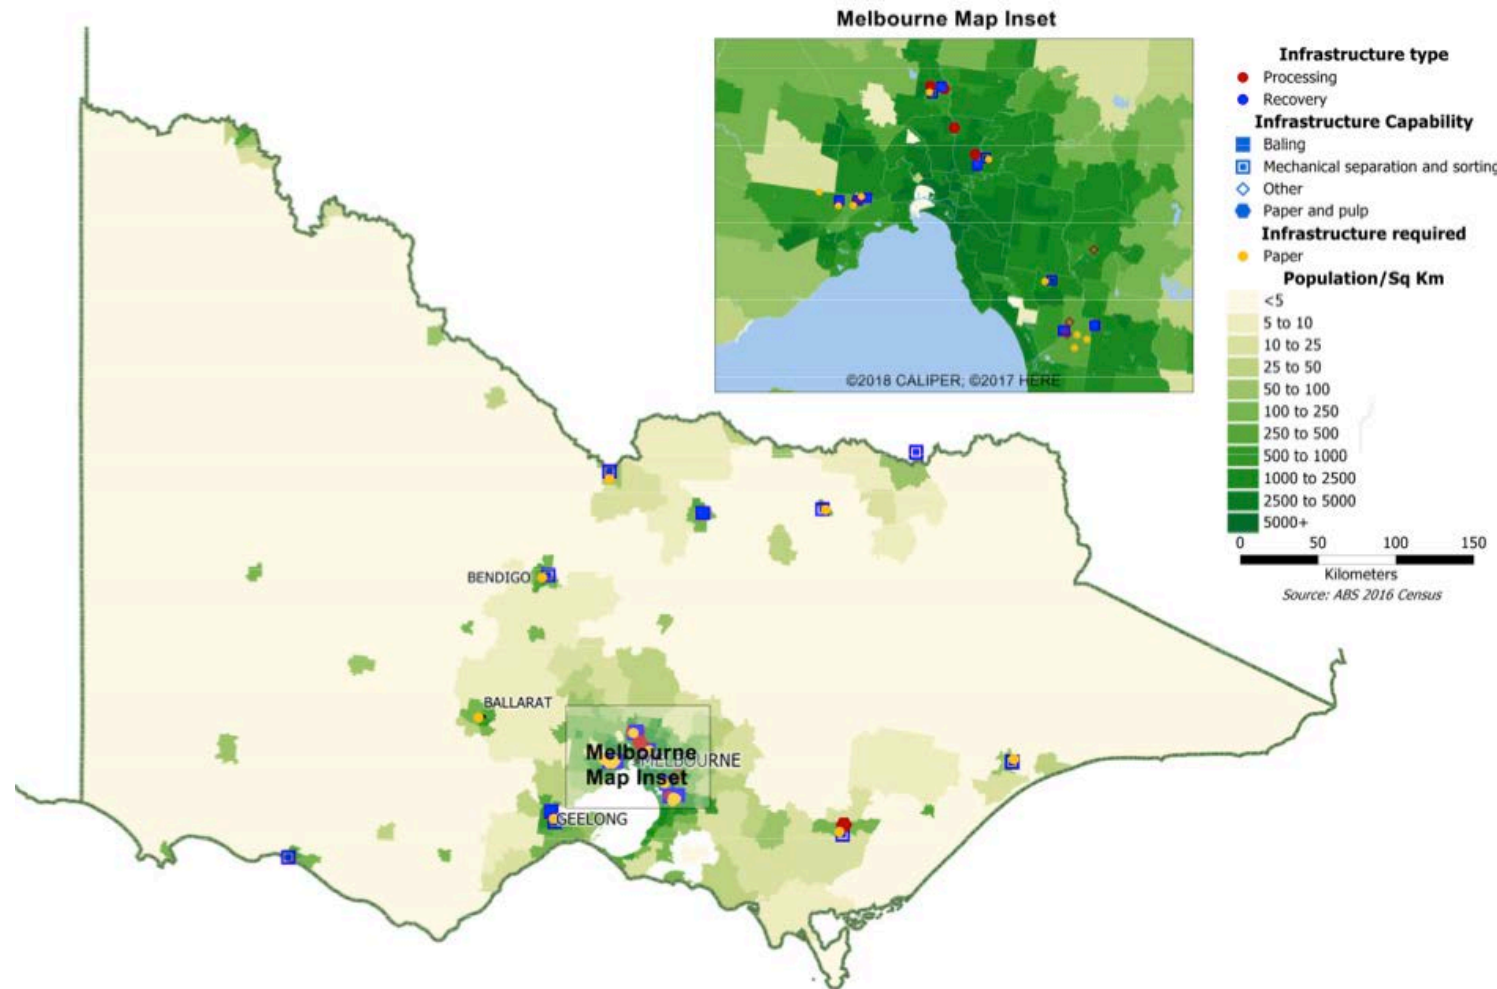 Melbourne Map Inset
©2018 CALIPER; ©2017 HERE
Infrastructure type
Processing
Recovery
Infrastructure Capability
Baling
Mechanical separation and sorting
Other
Paper and pulp
Infrastructure required
Paper
Population/Sq Km
<5
5 to 10
10 to 25
25 to 50
50 to 100
100 to 250
250 to 500
500 to 1000
1000 to 2500
2500 to 5000
5000+
0 50 100 150
Kilometers
Source: ABS 2016 Census
BENDIGO
BALLARAT
Melbourne
MELBOURNE
Map Inset
GEELONG